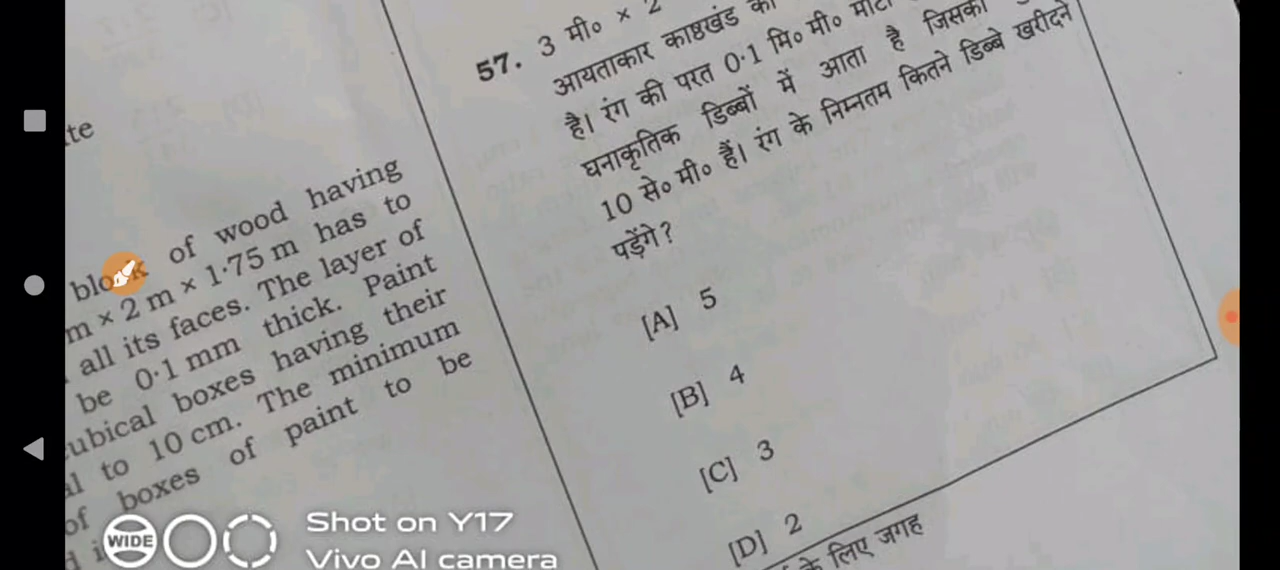 te
block of wood having
m × 2 m × 1·75 m has to
all its faces. The layer of
be 0·1 mm thick. Paint
cubical boxes having their
to 10 cm. The minimum
of boxes of paint to be
57. 3 मी० × 2
आयताकार काष्ठखंड
है। रंग की परत 0·1 मि० मी० मोटी
घनाकृतिक डिब्बों में आता है जिसकी
10 से० मी० हैं। रंग के निम्नतम कितने डिब्बे खरीदने
पड़ेंगे?
[A] 5
[B] 4
[C] 3
[D] 2
के लिए जगह
WIDE
Shot on Y17
Vivo AI camera